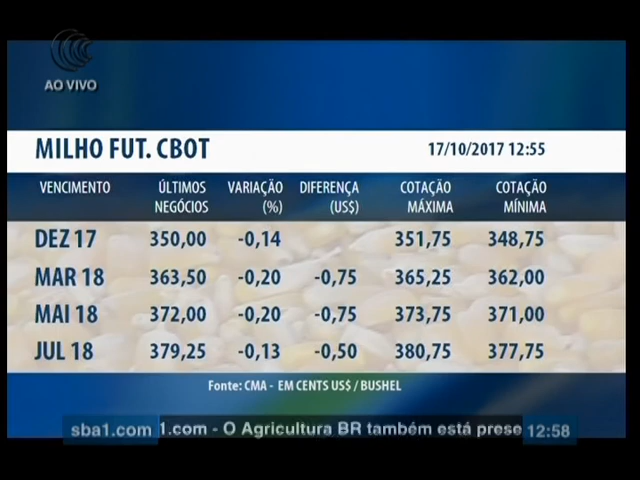 AO VIVO
MILHO FUT. CBOT 17/10/2017 12:55
VENCIMENTO ÚLTIMOS NEGÓCIOS VARIAÇÃO (%) DIFERENÇA (US$) COTAÇÃO MÁXIMA COTAÇÃO MÍNIMA
DEZ 17 350,00 -0,14 351,75 348,75
MAR 18 363,50 -0,20 -0,75 365,25 362,00
MAI 18 372,00 -0,20 -0,75 373,75 371,00
JUL 18 379,25 -0,13 -0,50 380,75 377,75
Fonte: CMA - EM CENTS US$ / BUSHEL
sba1.com 1.com - O Agricultura BR também está prese 12:58